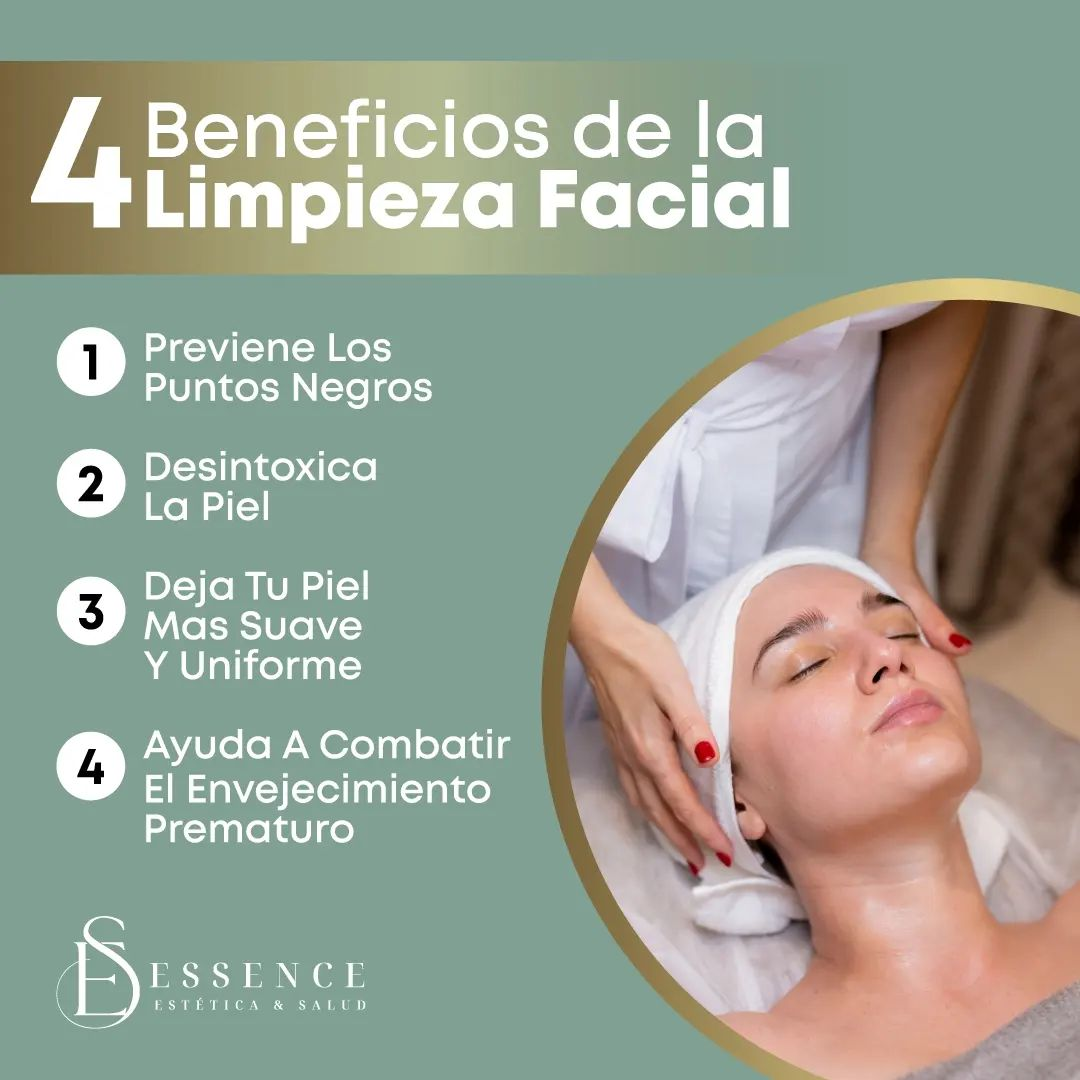 4 Beneficios de la
Limpieza Facial
1 Previene Los
Puntos Negros
2 Desintoxica
La Piel
3 Deja Tu Piel
Mas Suave
Y Uniforme
4 Ayuda A Combatir
El Envejecimiento
Prematuro
ES ESSENCE
ESTÉTICA & SALUD